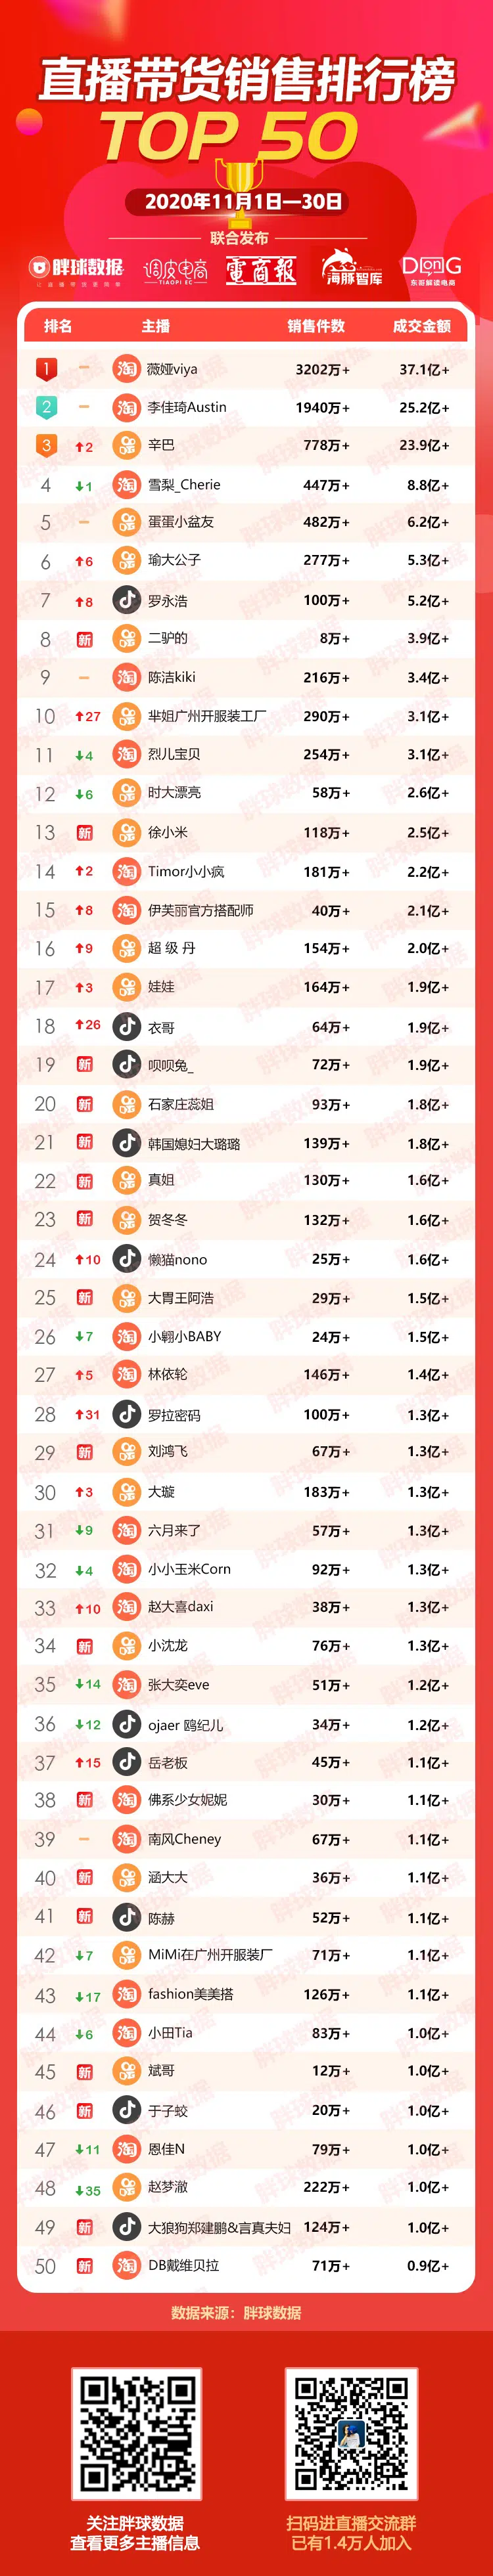 直播带货销售排行榜
TOP 50
2020年11月1日—30日
联合发布
胖球数据 调皮电商 電商報 海豚智库 DONG
让直播带货更简单 TIAOPI EC 东哥解读电商
排名 主播 销售件数 成交金额
1 － 淘 薇娅viya 3202万+ 37.1亿+
2 － 淘 李佳琦Austin 1940万+ 25.2亿+
3 ↑2 辛巴 778万+ 23.9亿+
4 ↓1 淘 雪梨_Cherie 447万+ 8.8亿+
5 － 蛋蛋小盆友 482万+ 6.2亿+
6 ↑6 瑜大公子 277万+ 5.3亿+
7 ↑8 罗永浩 100万+ 5.2亿+
8 新 二驴的 8万+ 3.9亿+
9 － 淘 陈洁kiki 216万+ 3.4亿+
10 ↑27 芈姐广州开服装工厂 290万+ 3.1亿+
11 ↓4 淘 烈儿宝贝 254万+ 3.1亿+
12 ↓6 时大漂亮 58万+ 2.6亿+
13 新 徐小米 118万+ 2.5亿+
14 ↑2 淘 Timor小小疯 181万+ 2.2亿+
15 ↑8 淘 伊芙丽官方搭配师 40万+ 2.1亿+
16 ↑9 超 级 丹 154万+ 2.0亿+
17 ↑3 娃娃 164万+ 1.9亿+
18 ↑26 衣哥 64万+ 1.9亿+
19 新 呗呗兔_ 72万+ 1.9亿+
20 新 石家庄蕊姐 93万+ 1.8亿+
21 新 韩国媳妇大璐璐 139万+ 1.8亿+
22 新 真姐 130万+ 1.6亿+
23 新 贺冬冬 132万+ 1.6亿+
24 ↑10 懒猫nono 25万+ 1.6亿+
25 新 大胃王阿浩 29万+ 1.5亿+
26 ↓7 淘 小翱小BABY 24万+ 1.5亿+
27 ↑5 淘 林依轮 146万+ 1.4亿+
28 ↑31 罗拉密码 100万+ 1.3亿+
29 新 刘鸿飞 67万+ 1.3亿+
30 ↑3 大璇 183万+ 1.3亿+
31 ↓9 淘 六月来了 57万+ 1.3亿+
32 ↓4 淘 小小玉米Corn 92万+ 1.3亿+
33 ↑10 淘 赵大喜daxi 38万+ 1.3亿+
34 新 小沈龙 76万+ 1.3亿+
35 ↓14 淘 张大奕eve 51万+ 1.2亿+
36 ↓12 ojaer 鸥纪儿 34万+ 1.2亿+
37 ↑15 岳老板 45万+ 1.1亿+
38 新 淘 佛系少女妮妮 30万+ 1.1亿+
39 － 淘 南风Cheney 67万+ 1.1亿+
40 新 涵大大 36万+ 1.1亿+
41 新 陈赫 52万+ 1.1亿+
42 ↓7 MiMi在广州开服装厂 71万+ 1.1亿+
43 ↓17 淘 fashion美美搭 126万+ 1.1亿+
44 ↓6 淘 小田Tia 83万+ 1.0亿+
45 新 斌哥 12万+ 1.0亿+
46 新 于子蛟 20万+ 1.0亿+
47 ↓11 淘 恩佳N 79万+ 1.0亿+
48 ↓35 赵梦澈 222万+ 1.0亿+
49 新 大狼狗郑建鹏&言真夫妇 124万+ 1.0亿+
50 新 淘 DB戴维贝拉 71万+ 0.9亿+
数据来源：胖球数据
关注胖球数据
查看更多主播信息
扫码进直播交流群
已有1.4万人加入